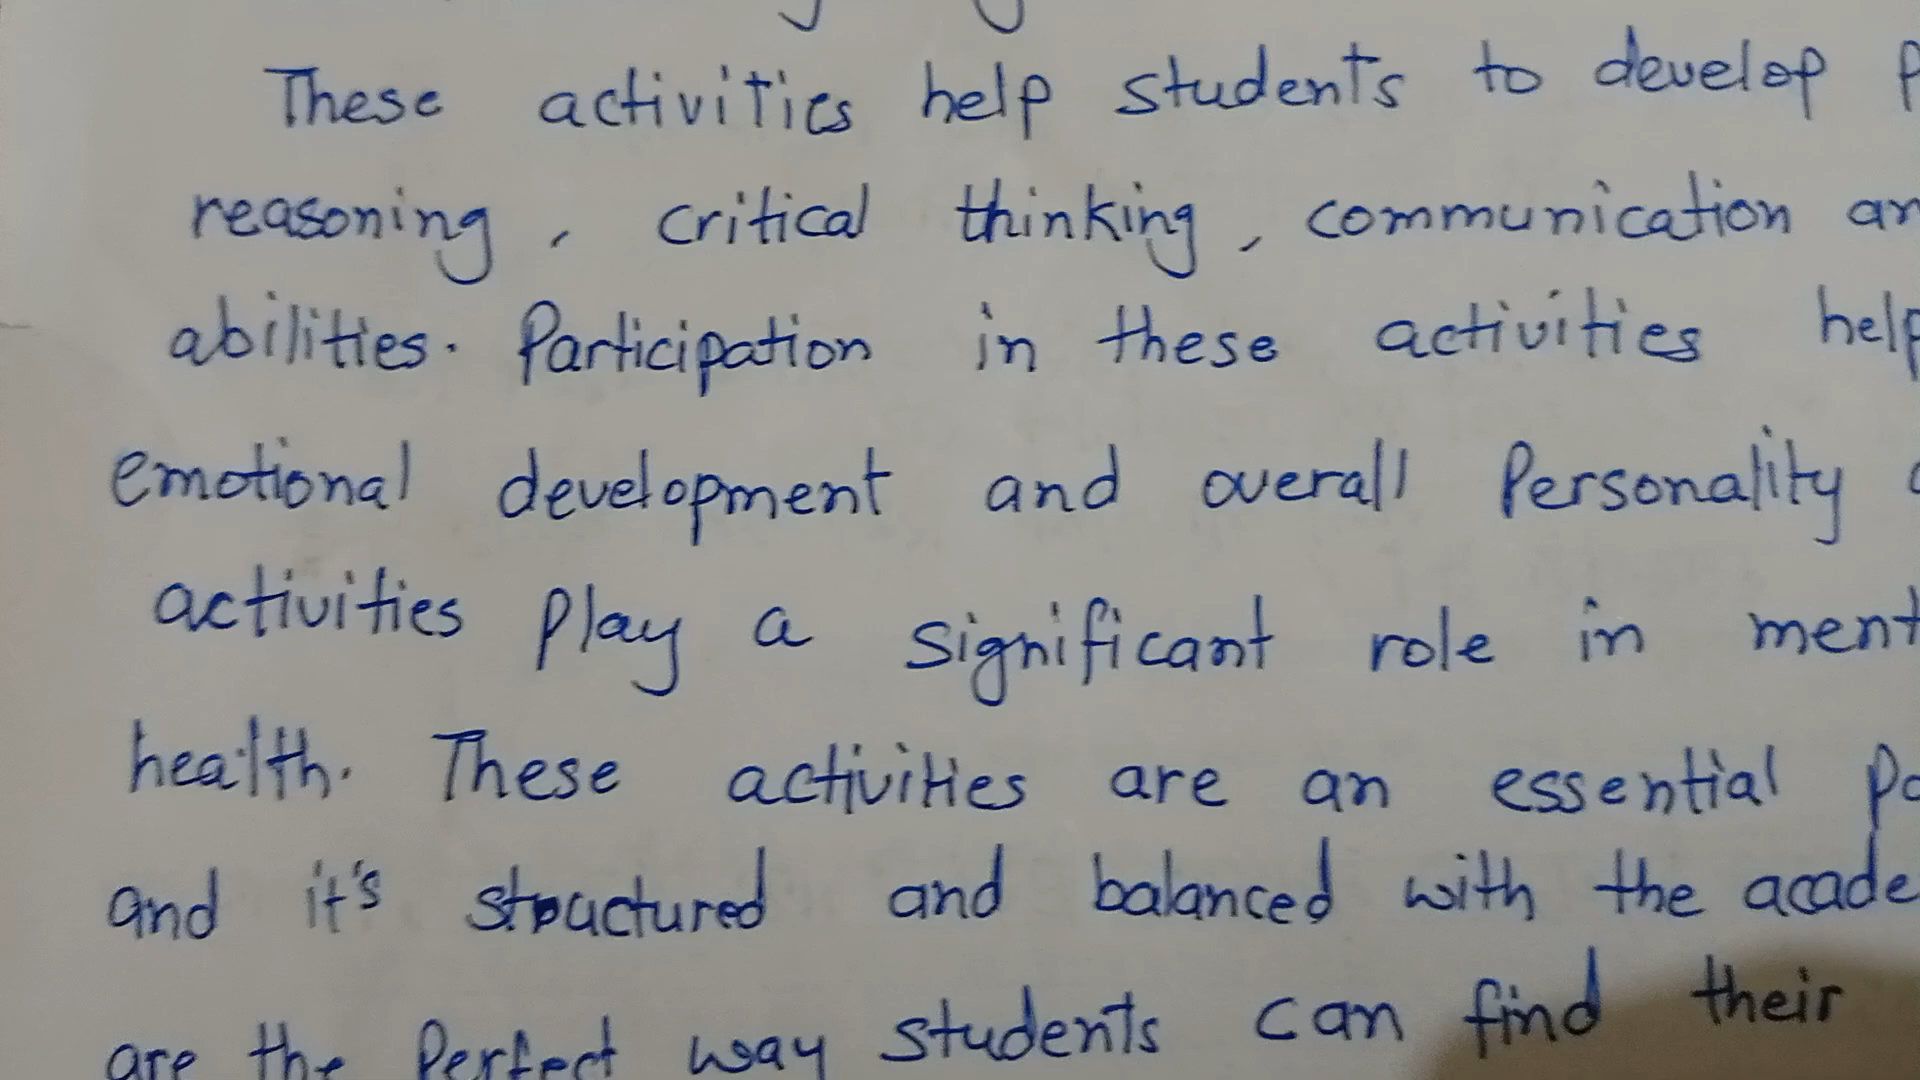 These activities help students to develop
reasoning, critical thinking, communication
abilities. Participation in these activities help
emotional development and overall Personality
activities play a significant role in
health. These activities are an essential
and it's structured and balanced with the
are the Perfect way students can find their